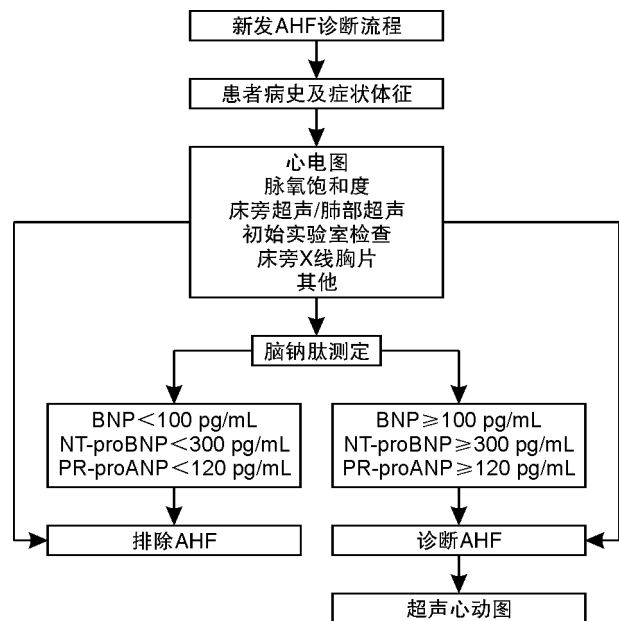 新发AHF诊断流程
患者病史及症状体征
心电图
脉氧饱和度
床旁超声/肺部超声
初始实验室检查
床旁X线胸片
其他
脑钠肽测定
BNP＜100 pg/mL
NT-proBNP＜300 pg/mL
PR-proANP＜120 pg/mL
BNP≥100 pg/mL
NT-proBNP≥300 pg/mL
PR-proANP≥120 pg/mL
排除AHF
诊断AHF
超声心动图